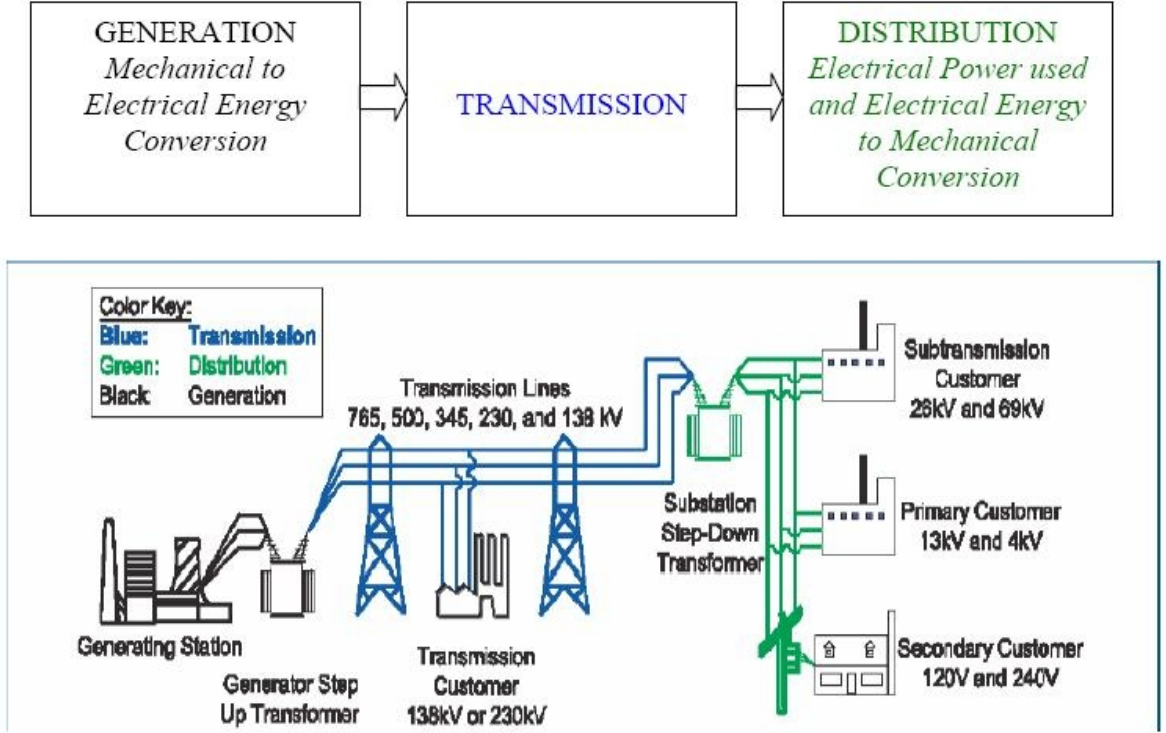 GENERATION
Mechanical to
Electrical Energy
Conversion
TRANSMISSION
DISTRIBUTION
Electrical Power used
and Electrical Energy
to Mechanical
Conversion
Color Key:
Blue: Transmission
Green: Distribution
Black: Generation
Transmission Lines
765, 500, 345, 230, and 138 kV
Subtransmission
Customer
26kV and 69kV
Substation
Step-Down
Transformer
Primary Customer
13kV and 4kV
Generating Station
Generator Step
Up Transformer
Transmission
Customer
138kV or 230kV
Secondary Customer
120V and 240V